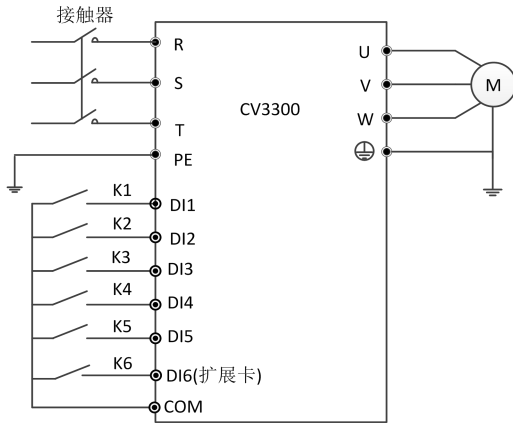 接触器
R
S
T
PE
CV3300
U
V
W
M
K1
DI1
K2
DI2
K3
DI3
K4
DI4
K5
DI5
K6
DI6(扩展卡)
COM